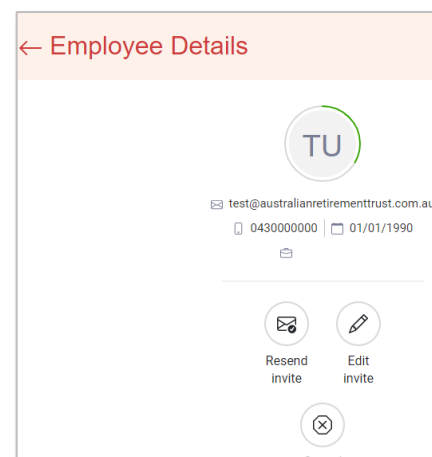 ← Employee Details
TU
test@australianretirementtrust.com.au
0430000000 | 01/01/1990
Resend Edit
invite invite